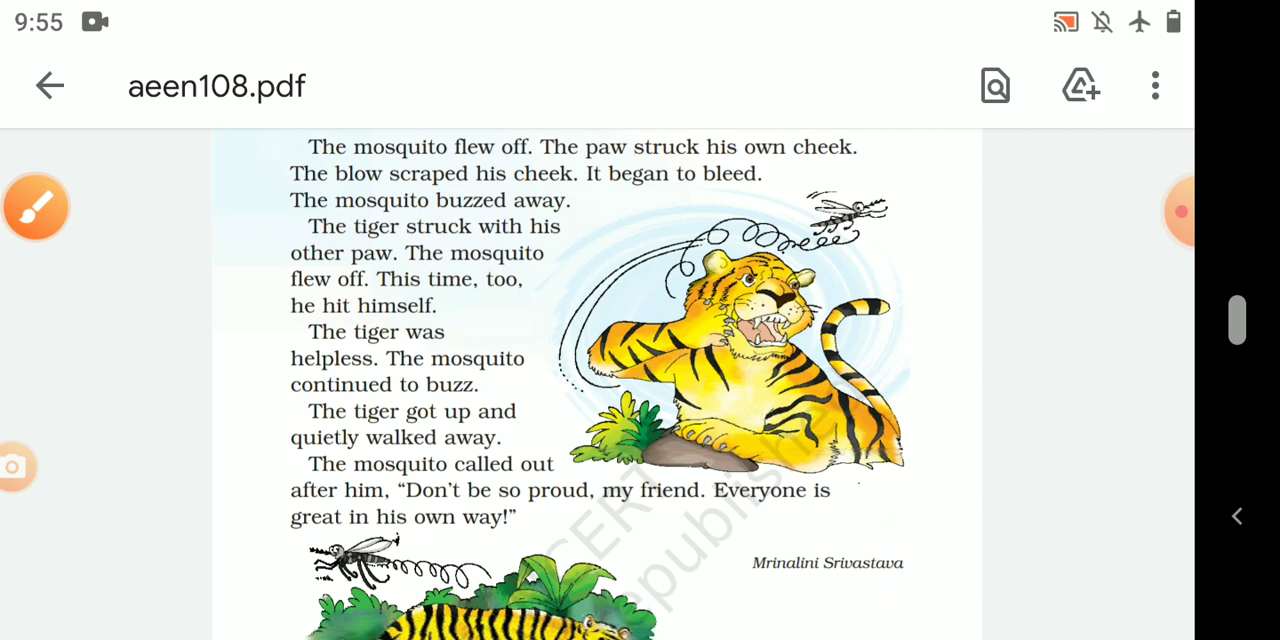 9:55
aeen108.pdf
The mosquito flew off. The paw struck his own cheek.
The blow scraped his cheek. It began to bleed.
The mosquito buzzed away.
The tiger struck with his
other paw. The mosquito
flew off. This time, too,
he hit himself.
The tiger was
helpless. The mosquito
continued to buzz.
The tiger got up and
quietly walked away.
The mosquito called out
after him, “Don’t be so proud, my friend. Everyone is
great in his own way!”
Mrinalini Srivastava